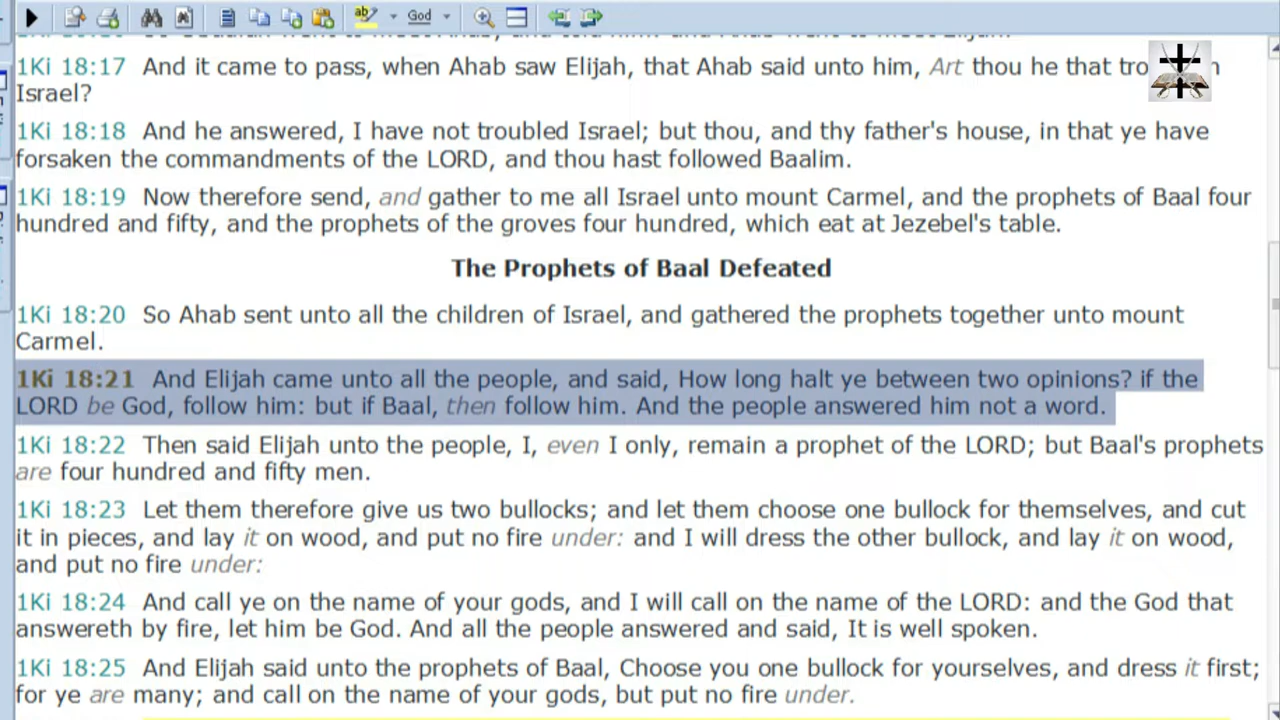 ab
God
1Ki 18:17 And it came to pass, when Ahab saw Elijah, that Ahab said unto him, Art thou he that
Israel?
1Ki 18:18 And he answered, I have not troubled Israel; but thou, and thy father's house, in that ye have
forsaken the commandments of the LORD, and thou hast followed Baalim.
1Ki 18:19 Now therefore send, and gather to me all Israel unto mount Carmel, and the prophets of Baal four
hundred and fifty, and the prophets of the groves four hundred, which eat at Jezebel's table.
The Prophets of Baal Defeated
1Ki 18:20 So Ahab sent unto all the children of Israel, and gathered the prophets together unto mount
Carmel.
1Ki 18:21 And Elijah came unto all the people, and said, How long halt ye between two opinions? if the
LORD be God, follow him: but if Baal, then follow him. And the people answered him not a word.
1Ki 18:22 Then said Elijah unto the people, I, even I only, remain a prophet of the LORD; but Baal's prophets
are four hundred and fifty men.
1Ki 18:23 Let them therefore give us two bullocks; and let them choose one bullock for themselves, and cut
it in pieces, and lay it on wood, and put no fire under: and I will dress the other bullock, and lay it on wood,
and put no fire under:
1Ki 18:24 And call ye on the name of your gods, and I will call on the name of the LORD: and the God that
answereth by fire, let him be God. And all the people answered and said, It is well spoken.
1Ki 18:25 And Elijah said unto the prophets of Baal, Choose you one bullock for yourselves, and dress it first;
for ye are many; and call on the name of your gods, but put no fire under.